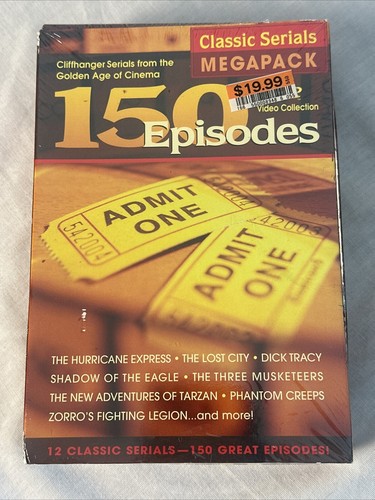 Classic Serials
MEGAPACK
Cliffhanger Serials from the
Golden Age of Cinema
$19.99
150
Video Collection
Episodes
ADMIT
ONE
542004
542004
ADMIT
ONE
THE HURRICANE EXPRESS • THE LOST CITY • DICK TRACY
SHADOW OF THE EAGLE • THE THREE MUSKETEERS
THE NEW ADVENTURES OF TARZAN • PHANTOM CREEPS
ZORRO'S FIGHTING LEGION...and more!
12 CLASSIC SERIALS—150 GREAT EPISODES!